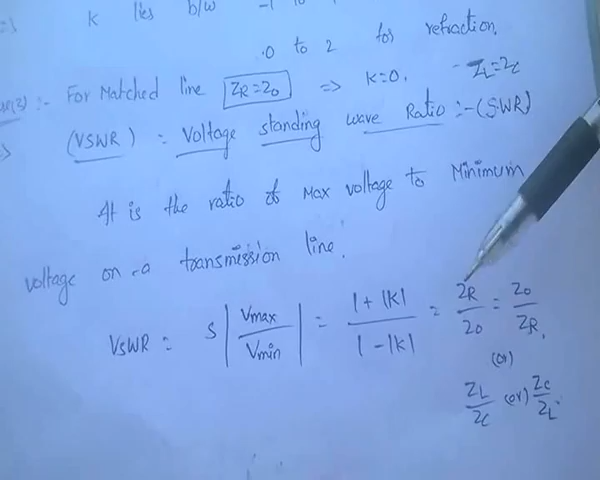 K lies b/w -1 to
0 to 2 for refraction.
:- For Matched line ZR=Z0 => K=0. - ZL=Zc
(VSWR) : Voltage standing wave Ratio :- (SWR)
It is the ratio of Max voltage to Minimum
voltage on a transmission line.
VSWR = S |Vmax/Vmin| = 1+|K|/1-|K| = ZR/Z0 = Z0/ZR.
(or)
ZL/Zc (or) Zc/ZL.